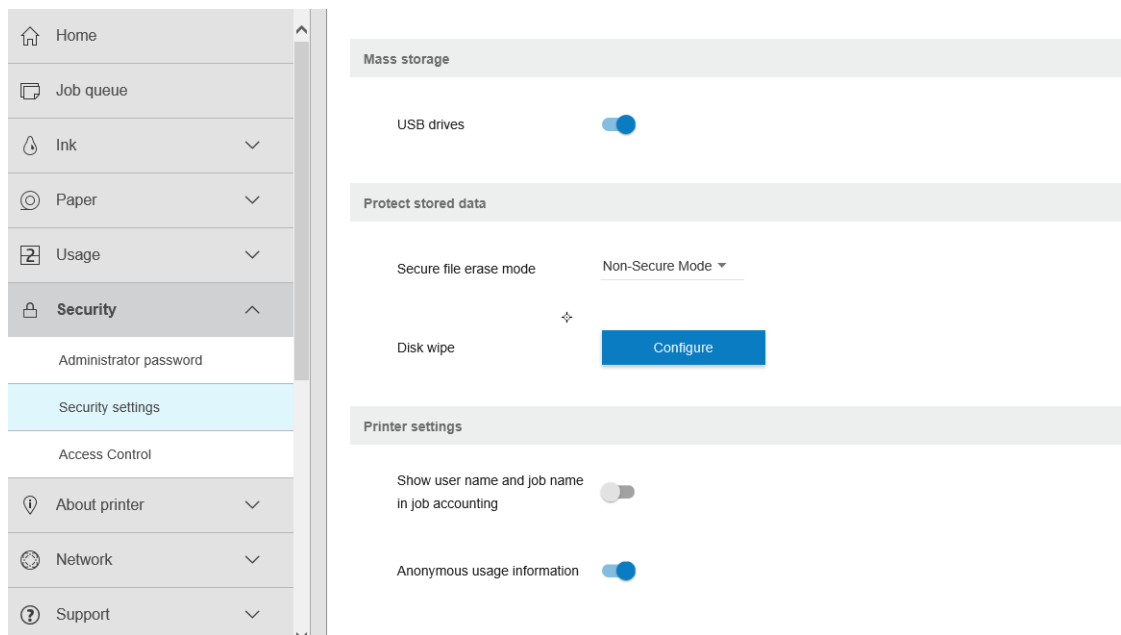 Home
Job queue
Ink
Paper
Usage
Security
Administrator password
Security settings
Access Control
About printer
Network
Support
Mass storage
USB drives
Protect stored data
Secure file erase mode
Non-Secure Mode
Disk wipe
Configure
Printer settings
Show user name and job name
in job accounting
Anonymous usage information